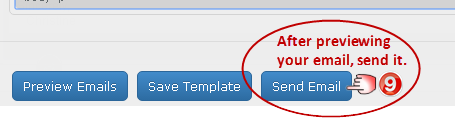 After previewing
your email, send it.
Preview Emails Save Template Send Email 9